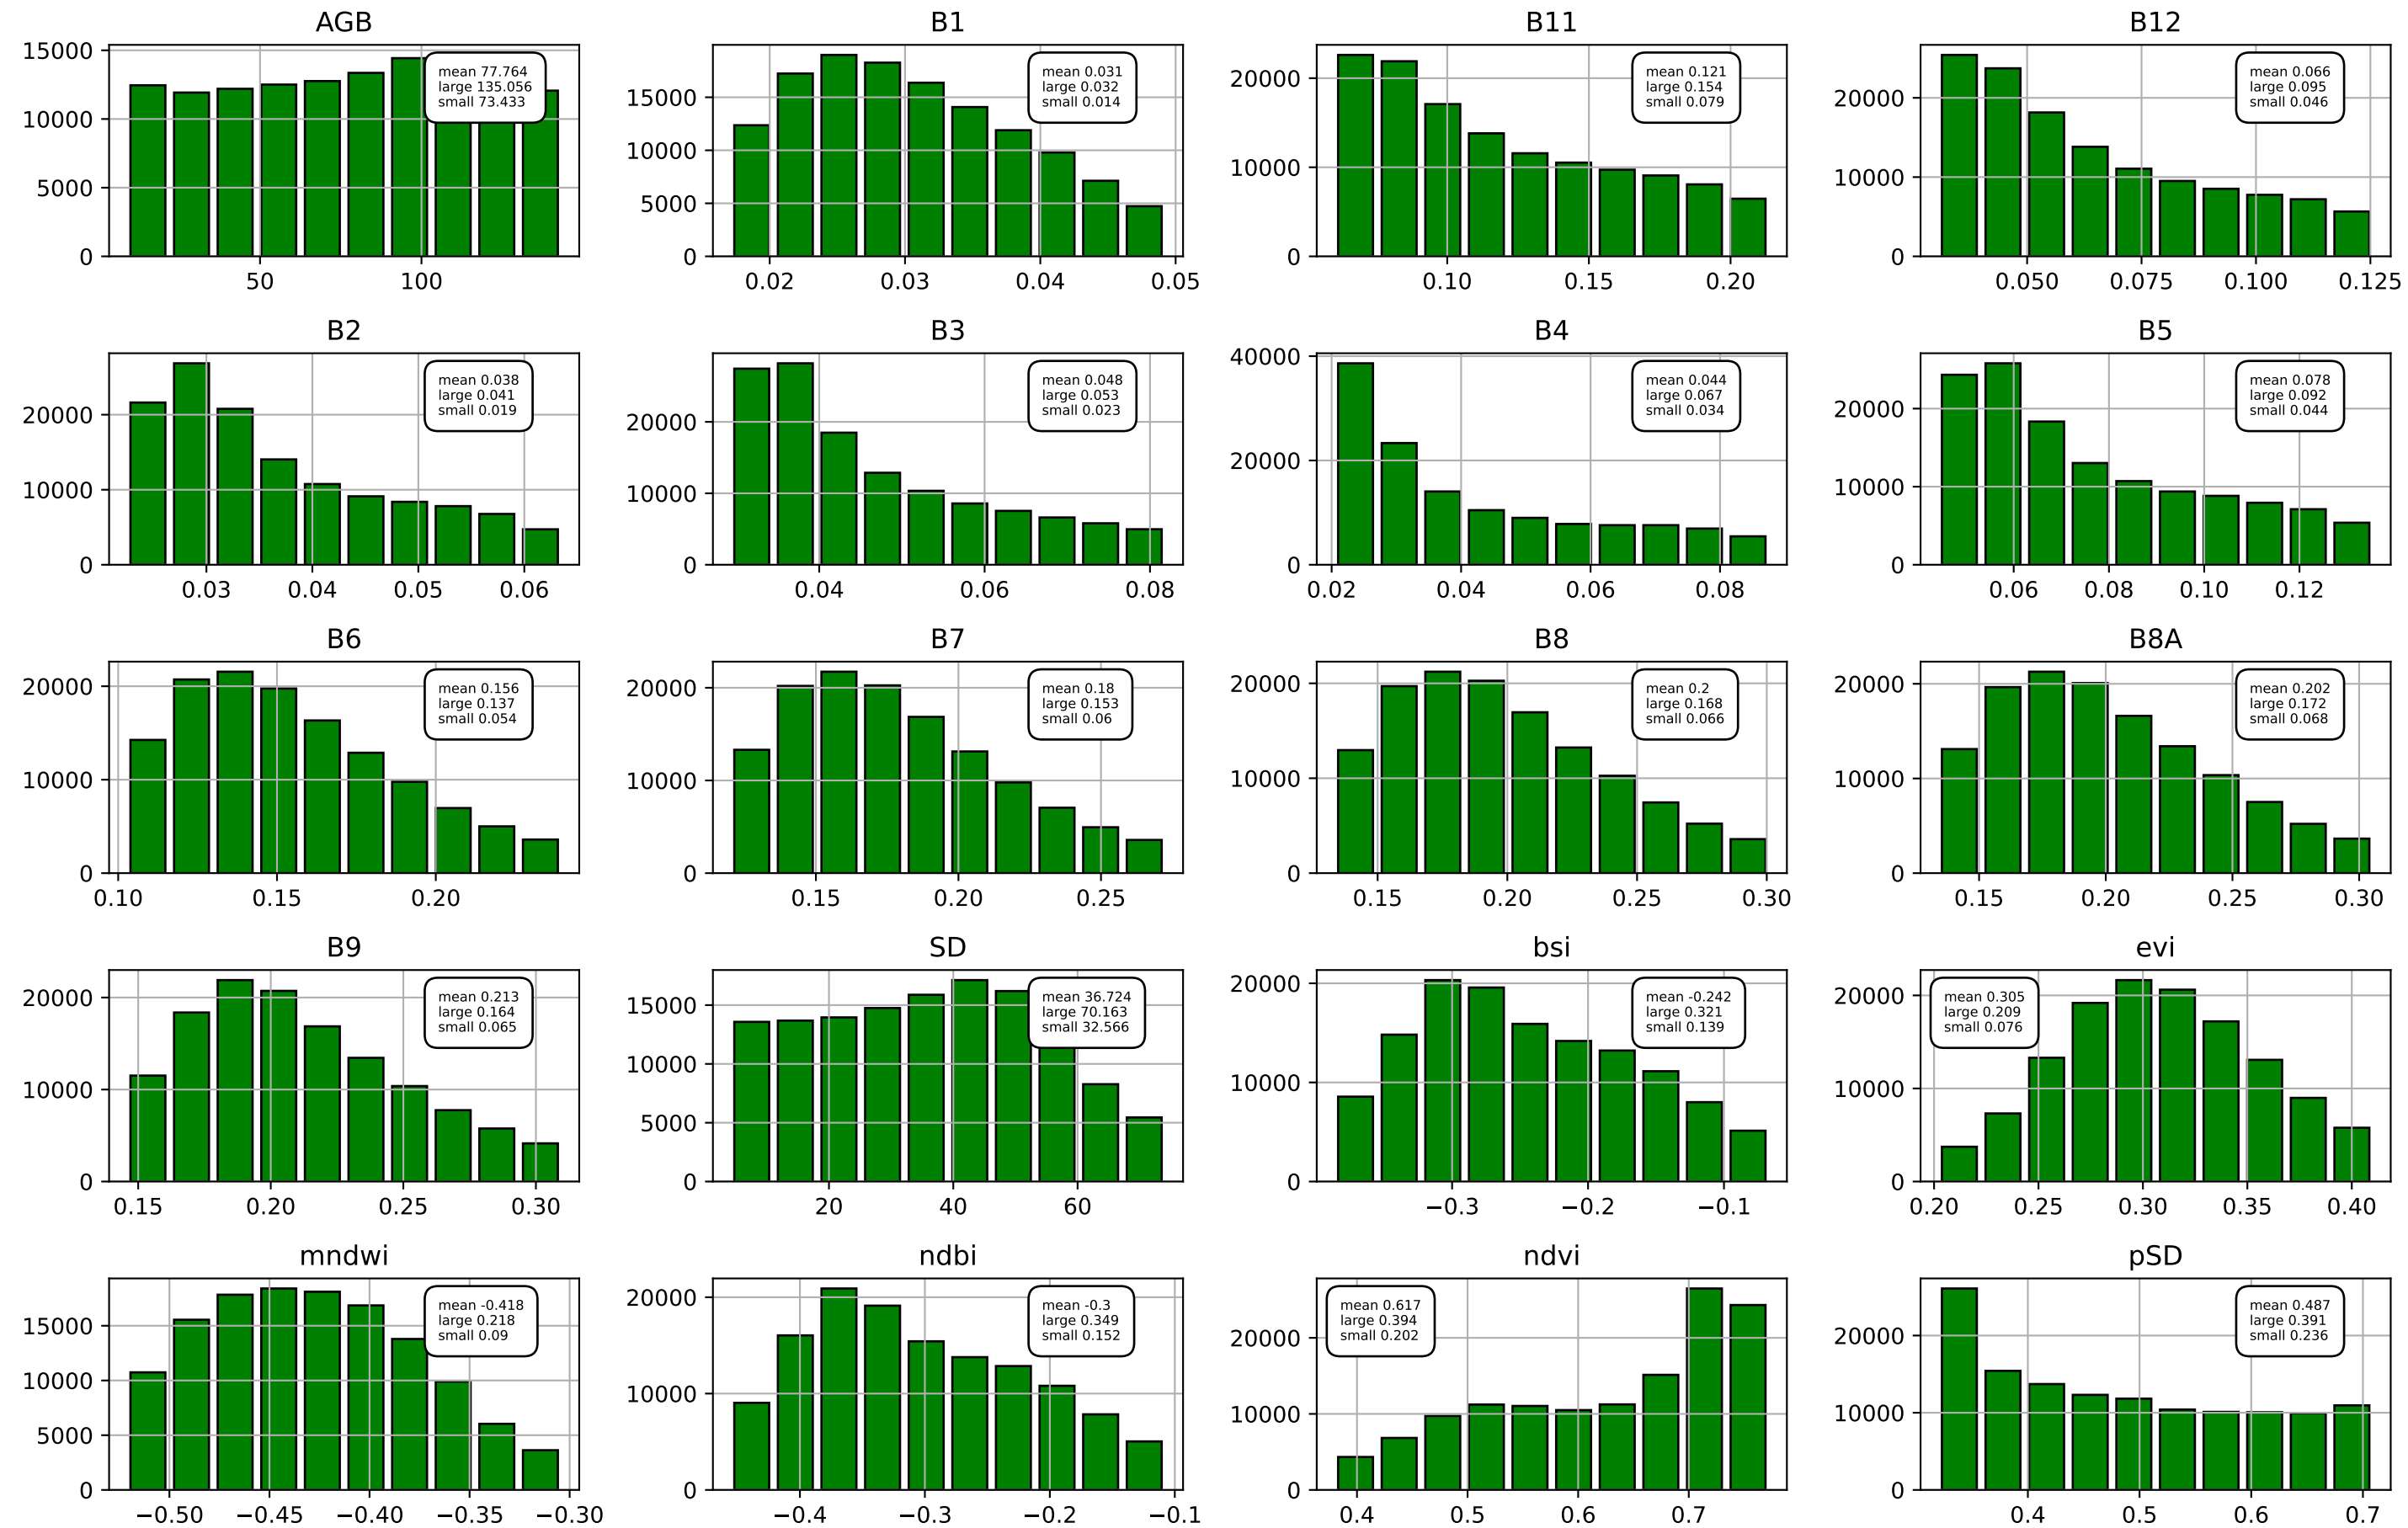 AGB
B1
B11
B12
15000
10000
5000
0
50
100
mean 77.764
large 135.056
small 73.433
15000
10000
5000
0
0.02
0.03
0.04
0.05
mean 0.031
large 0.032
small 0.014
20000
10000
0
0.10
0.15
0.20
mean 0.121
large 0.154
small 0.079
20000
10000
0
0.050
0.075
0.100
0.125
mean 0.066
large 0.095
small 0.046
B2
B3
B4
B5
20000
10000
0
0.03
0.04
0.05
0.06
mean 0.038
large 0.041
small 0.019
20000
10000
0
0.04
0.06
0.08
mean 0.048
large 0.053
small 0.023
40000
20000
0
0.02
0.04
0.06
0.08
mean 0.044
large 0.067
small 0.034
20000
10000
0
0.06
0.08
0.10
0.12
mean 0.078
large 0.092
small 0.044
B6
B7
B8
B8A
20000
10000
0
0.10
0.15
0.20
mean 0.156
large 0.137
small 0.054
20000
10000
0
0.15
0.20
0.25
mean 0.18
large 0.153
small 0.06
20000
10000
0
0.15
0.20
0.25
0.30
mean 0.2
large 0.168
small 0.066
20000
10000
0
0.15
0.20
0.25
0.30
mean 0.202
large 0.172
small 0.068
B9
SD
bsi
evi
20000
10000
0
0.15
0.20
0.25
0.30
mean 0.213
large 0.164
small 0.065
15000
10000
5000
0
20
40
60
mean 36.724
large 70.163
small 32.566
20000
10000
0
−0.3
−0.2
−0.1
mean -0.242
large 0.321
small 0.139
20000
10000
0
0.20
0.25
0.30
0.35
0.40
mean 0.305
large 0.209
small 0.076
mndwi
ndbi
ndvi
pSD
15000
10000
5000
0
−0.50
−0.45
−0.40
−0.35
−0.30
mean -0.418
large 0.218
small 0.09
20000
10000
0
−0.4
−0.3
−0.2
−0.1
mean -0.3
large 0.349
small 0.152
20000
10000
0
0.4
0.5
0.6
0.7
mean 0.617
large 0.394
small 0.202
20000
10000
0
0.4
0.5
0.6
0.7
mean 0.487
large 0.391
small 0.236